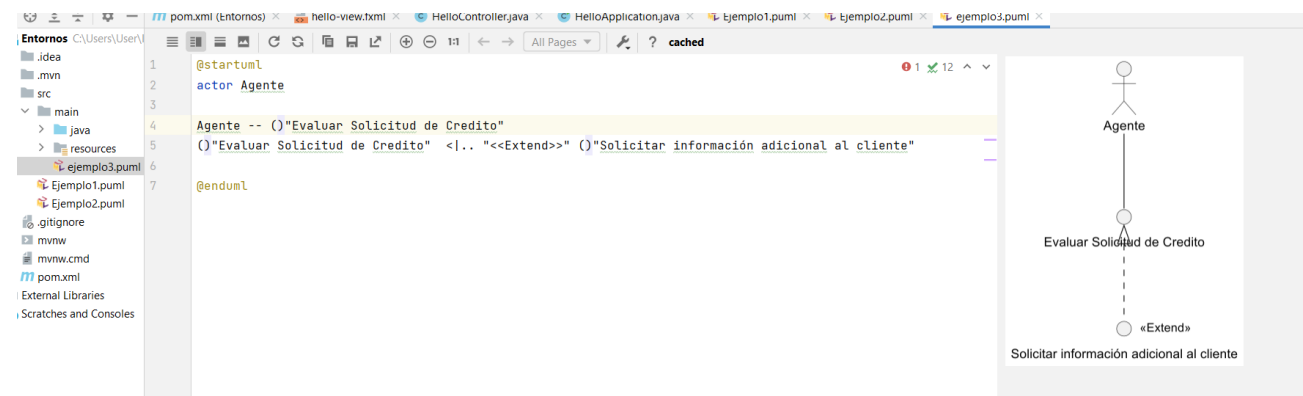 pom.xml (Entornos) hello-view.fxml HelloController.java HelloApplication.java Ejemplo1.puml Ejemplo2.puml ejemplo3.puml
Entornos C:\Users\User\
1:1 All Pages ? cached
.idea
.mvn
src
main
java
resources
ejemplo3.puml
Ejemplo1.puml
Ejemplo2.puml
.gitignore
mvnw
mvnw.cmd
pom.xml
External Libraries
Scratches and Consoles
1 @startuml
2 actor Agente
3
4 Agente -- ()"Evaluar Solicitud de Credito"
5 ()"Evaluar Solicitud de Credito" <|.. "<<Extend>>" ()"Solicitar información adicional al cliente"
6
7 @enduml
1 12
Agente
Evaluar Solicitud de Credito
«Extend»
Solicitar información adicional al cliente